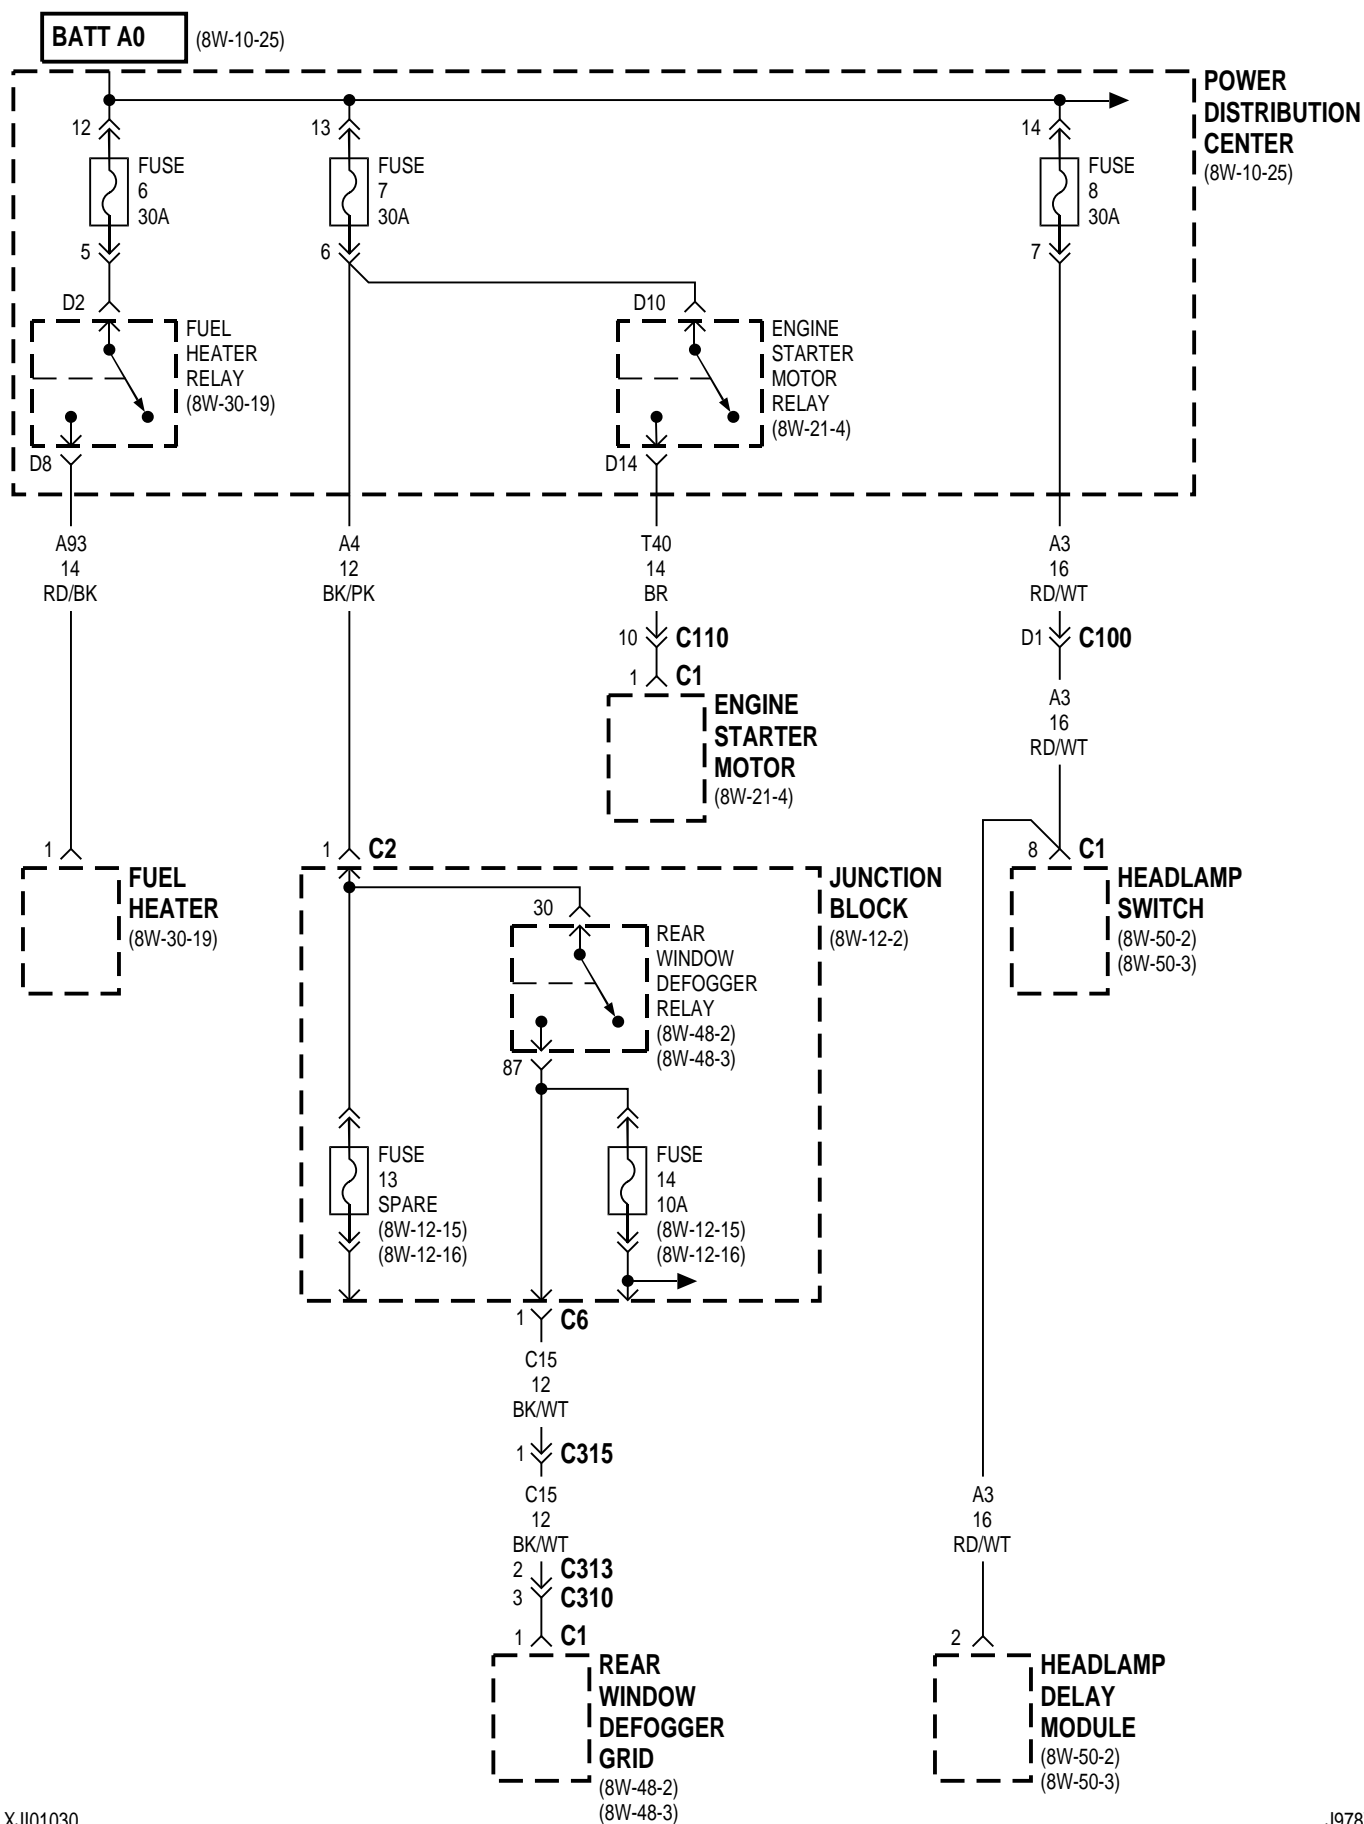 BATT A0 (8W-10-25)
POWER
DISTRIBUTION
CENTER
(8W-10-25)
12
FUSE
6
30A
5
13
FUSE
7
30A
6
14
FUSE
8
30A
7
D2
FUEL
HEATER
RELAY
(8W-30-19)
D8
D10
ENGINE
STARTER
MOTOR
RELAY
(8W-21-4)
D14
A93
14
RD/BK
A4
12
BK/PK
T40
14
BR
A3
16
RD/WT
10 C110
1 C1
ENGINE
STARTER
MOTOR
(8W-21-4)
D1 C100
A3
16
RD/WT
1
FUEL
HEATER
(8W-30-19)
1 C2
JUNCTION
BLOCK
(8W-12-2)
8 C1
HEADLAMP
SWITCH
(8W-50-2)
(8W-50-3)
30
REAR
WINDOW
DEFOGGER
RELAY
(8W-48-2)
(8W-48-3)
87
FUSE
13
SPARE
(8W-12-15)
(8W-12-16)
FUSE
14
10A
(8W-12-15)
(8W-12-16)
1 C6
C15
12
BK/WT
1 C315
C15
12
BK/WT
2 C313
3 C310
1 C1
REAR
WINDOW
DEFOGGER
GRID
(8W-48-2)
(8W-48-3)
A3
16
RD/WT
2
HEADLAMP
DELAY
MODULE
(8W-50-2)
(8W-50-3)
XJI01030
J978